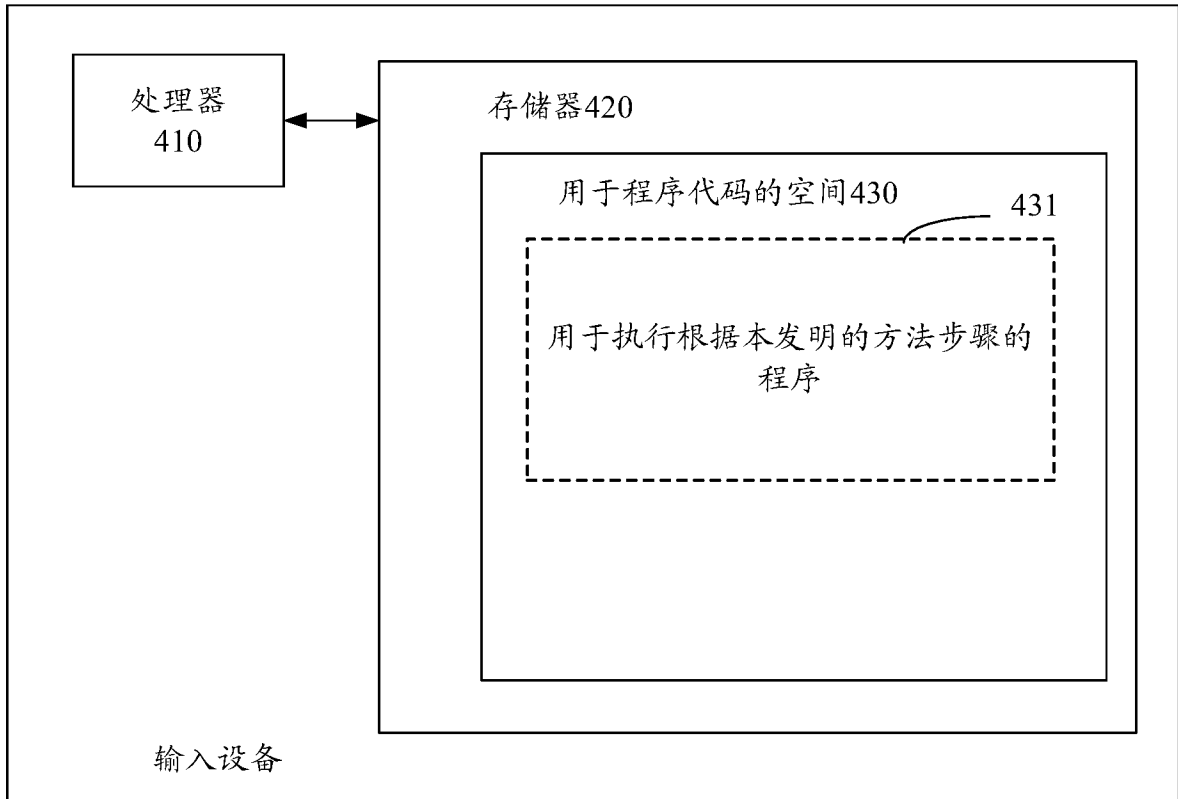 处理器
410
存储器420
用于程序代码的空间430
431
用于执行根据本发明的方法步骤的
程序
输入设备